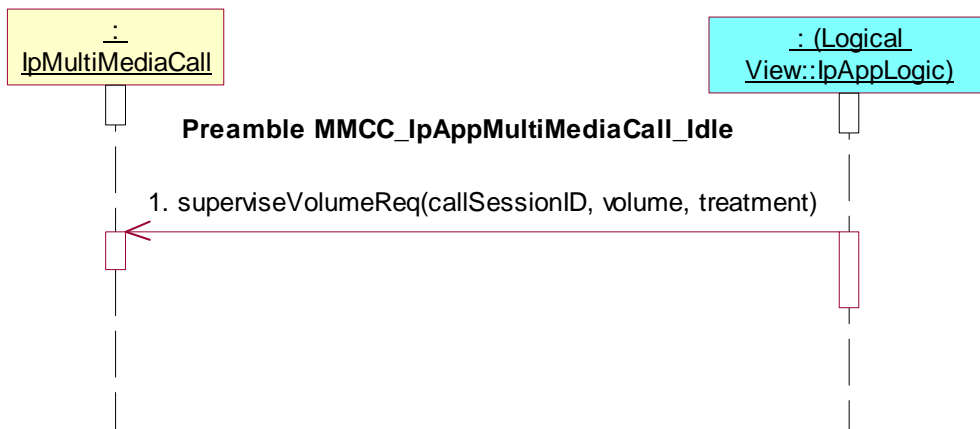 :
IpMultiMediaCall
: (Logical
View::IpAppLogic)
Preamble MMCC_IpAppMultiMediaCall_Idle
1. superviseVolumeReq(callSessionID, volume, treatment)